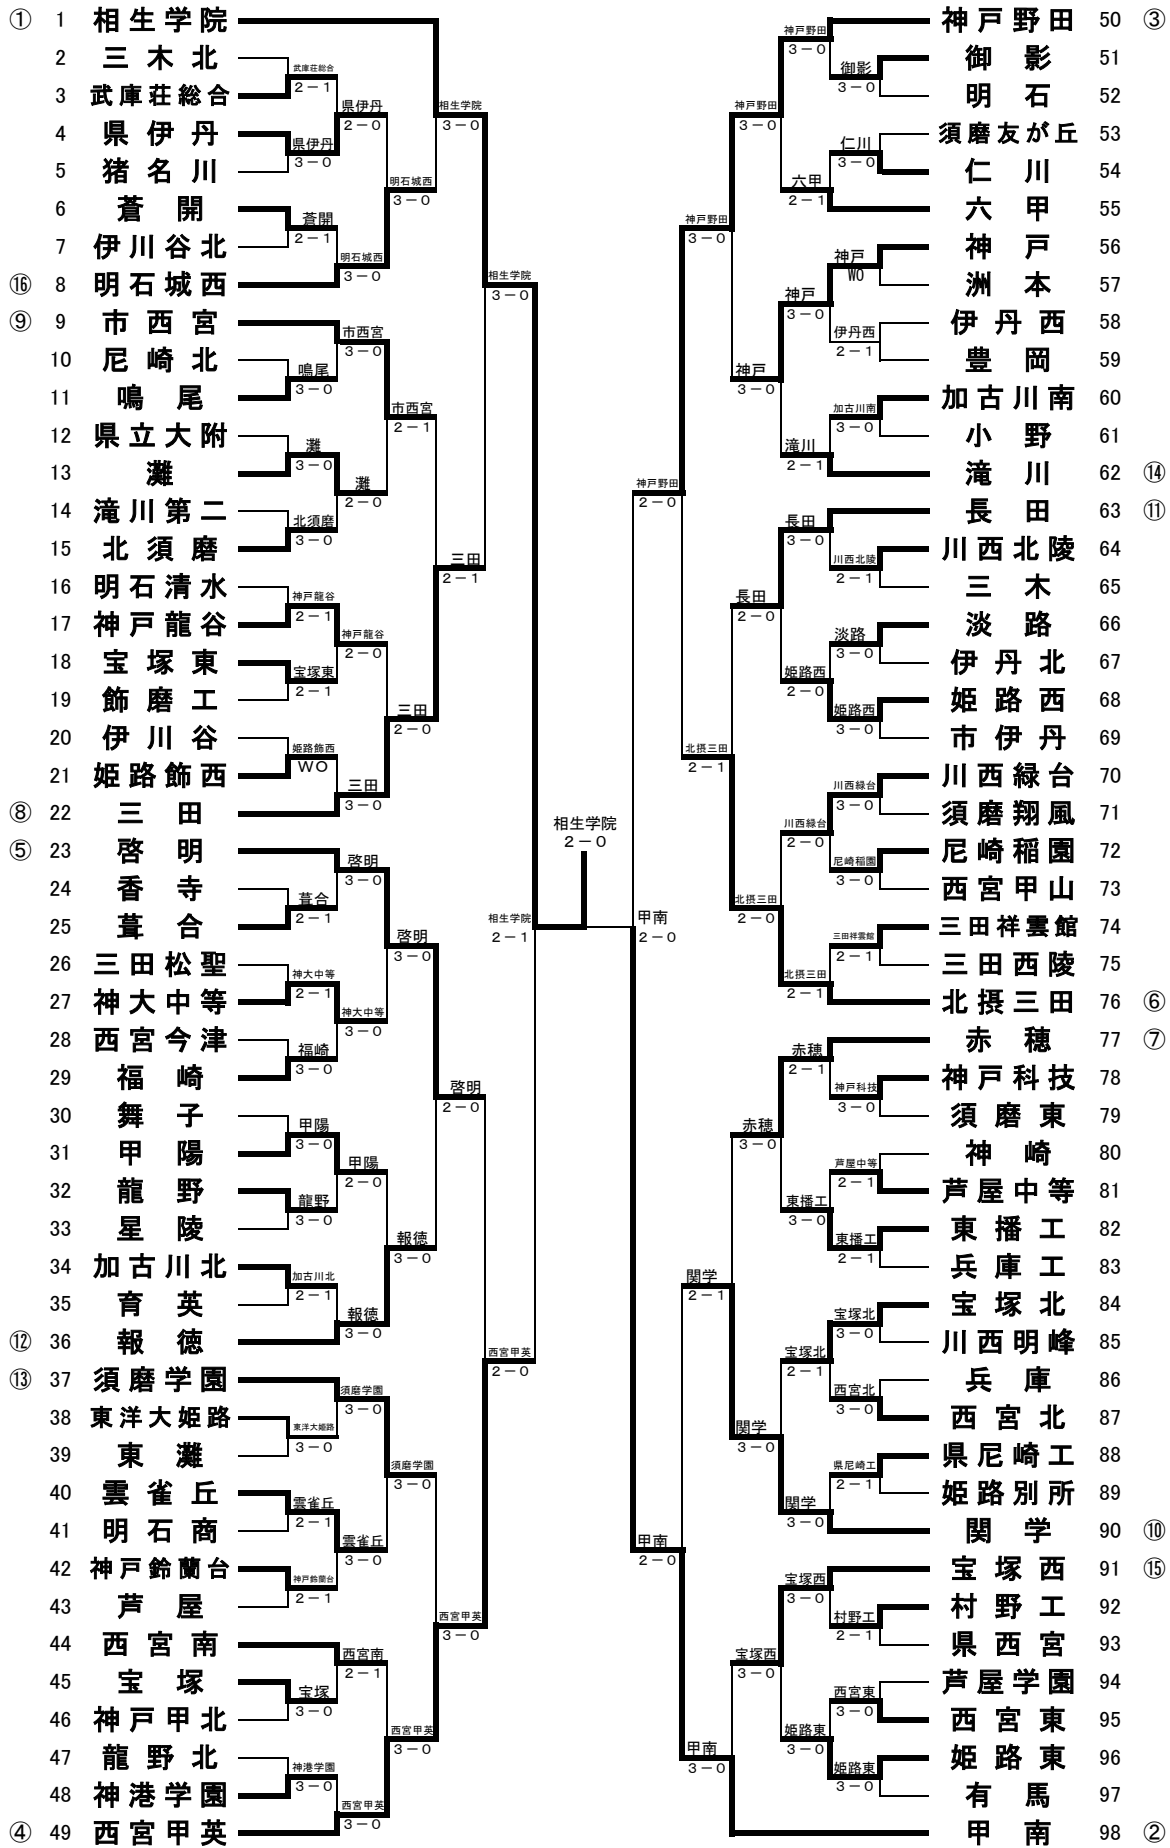 ① 1 相生学院
2 三木北
3 武庫荘総合
4 県伊丹
5 猪名川
6 蒼開
7 伊川谷北
⑯ 8 明石城西
⑨ 9 市西宮
10 尼崎北
11 鳴尾
12 県立大附
13 灘
14 滝川第二
15 北須磨
16 明石清水
17 神戸龍谷
18 宝塚東
19 飾磨工
20 伊川谷
21 姫路飾西
⑧ 22 三田
⑤ 23 啓明
24 香寺
25 葺合
26 三田松聖
27 神大中等
28 西宮今津
29 福崎
30 舞子
31 甲陽
32 龍野
33 星陵
34 加古川北
35 育英
⑫ 36 報徳
⑬ 37 須磨学園
38 東洋大姫路
39 東灘
40 雲雀丘
41 明石商
42 神戸鈴蘭台
43 芦屋
44 西宮南
45 宝塚
46 神戸甲北
47 龍野北
48 神港学園
④ 49 西宮甲英
武庫荘総合
2－1
県伊丹
3－0
蒼開
2－1
鳴尾
3－0
灘
3－0
北須磨
3－0
神戸龍谷
2－1
宝塚東
2－1
姫路飾西
WO
葺合
2－1
神大中等
2－1
福崎
3－0
甲陽
3－0
龍野
3－0
加古川北
2－1
東洋大姫路
3－0
雲雀丘
2－1
神戸鈴蘭台
2－1
宝塚
3－0
神港学園
3－0
県伊丹
2－0
明石城西
3－0
市西宮
3－0
灘
2－0
神戸龍谷
2－0
三田
3－0
啓明
3－0
神大中等
3－0
甲陽
2－0
報徳
3－0
須磨学園
3－0
雲雀丘
3－0
西宮南
2－1
西宮甲英
3－0
明石城西
3－0
市西宮
2－1
三田
2－0
啓明
3－0
報徳
3－0
須磨学園
3－0
西宮甲英
3－0
相生学院
3－0
三田
2－1
啓明
2－0
西宮甲英
3－0
相生学院
3－0
西宮甲英
2－0
相生学院
2－1
相生学院
2－0
甲南
2－0
神戸野田
2－0
甲南
2－0
神戸野田
3－0
北摂三田
2－1
関学
2－1
甲南
3－0
神戸野田
3－0
神戸
3－0
長田
2－0
北摂三田
2－0
赤穂
3－0
関学
3－0
宝塚西
3－0
神戸野田
3－0
六甲
2－1
神戸
3－0
滝川
2－1
長田
3－0
姫路西
2－0
川西緑台
2－0
北摂三田
2－1
赤穂
2－1
東播工
3－0
宝塚北
2－1
関学
3－0
宝塚西
3－0
姫路東
3－0
御影
3－0
仁川
3－0
神戸
WO
伊丹西
2－1
加古川南
3－0
川西北陵
2－1
淡路
3－0
姫路西
3－0
川西緑台
3－0
尼崎稲園
3－0
三田祥雲館
2－1
神戸科技
3－0
芦屋中等
2－1
東播工
2－1
宝塚北
3－0
西宮北
3－0
県尼崎工
2－1
村野工
2－1
西宮東
3－0
姫路東
3－0
神戸野田 50 ③
御影 51
明石 52
須磨友が丘 53
仁川 54
六甲 55
神戸 56
洲本 57
伊丹西 58
豊岡 59
加古川南 60
小野 61
滝川 62 ⑭
長田 63 ⑪
川西北陵 64
三木 65
淡路 66
伊丹北 67
姫路西 68
市伊丹 69
川西緑台 70
須磨翔風 71
尼崎稲園 72
西宮甲山 73
三田祥雲館 74
三田西陵 75
北摂三田 76 ⑥
赤穂 77 ⑦
神戸科技 78
須磨東 79
神崎 80
芦屋中等 81
東播工 82
兵庫工 83
宝塚北 84
川西明峰 85
兵庫 86
西宮北 87
県尼崎工 88
姫路別所 89
関学 90 ⑩
宝塚西 91 ⑮
村野工 92
県西宮 93
芦屋学園 94
西宮東 95
姫路東 96
有馬 97
甲南 98 ②